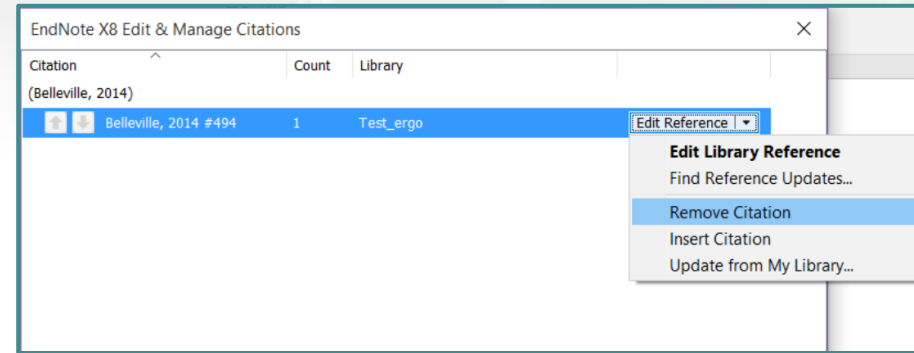 EndNote X8 Edit & Manage Citations
Citation Count Library
(Belleville, 2014)
Belleville, 2014 #494 1 Test_ergo Edit Reference
Edit Library Reference
Find Reference Updates...
Remove Citation
Insert Citation
Update from My Library...